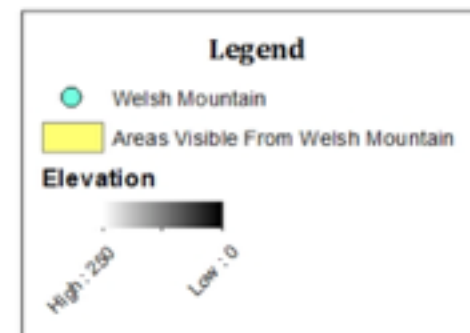 Legend
Welsh Mountain
Areas Visible From Welsh Mountain
Elevation
High : 250
Low : 0